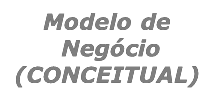 Modelo de
Negócio
(CONCEITUAL)